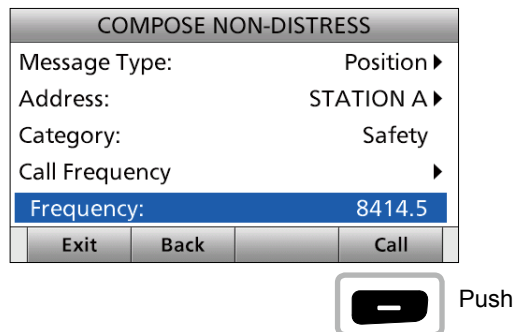 COMPOSE NON-DISTRESS
Message Type: Position
Address: STATION A
Category: Safety
Call Frequency
Frequency: 8414.5
Exit Back Call
Push